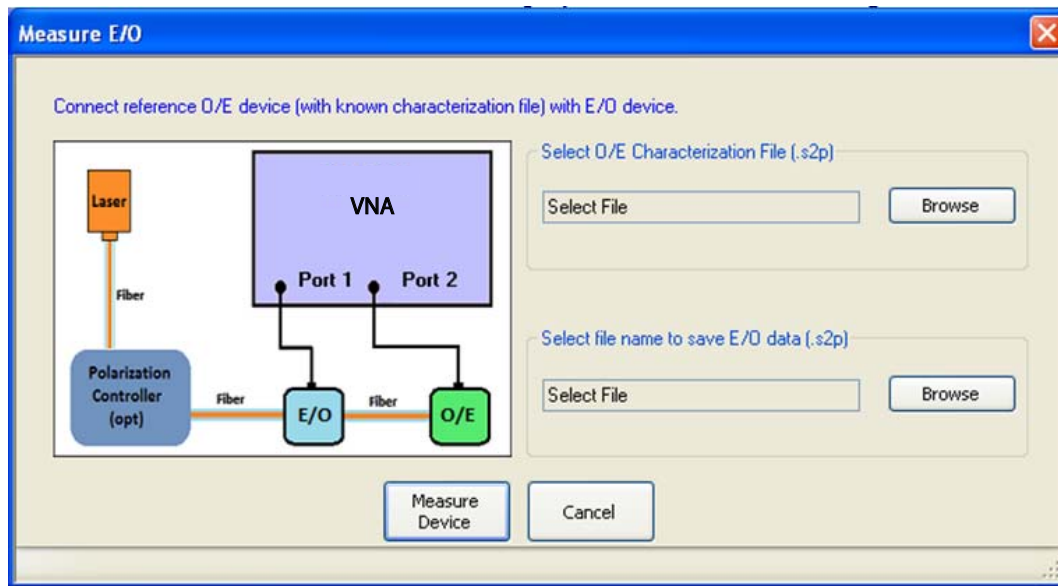 Measure E/O
Connect reference O/E device (with known characterization file) with E/O device.
Laser
Fiber
Polarization
Controller
(opt)
Fiber
VNA
Port 1
Port 2
E/O
Fiber
O/E
Select O/E Characterization File (.s2p)
Select File
Browse
Select file name to save E/O data (.s2p)
Select File
Browse
Measure
Device
Cancel